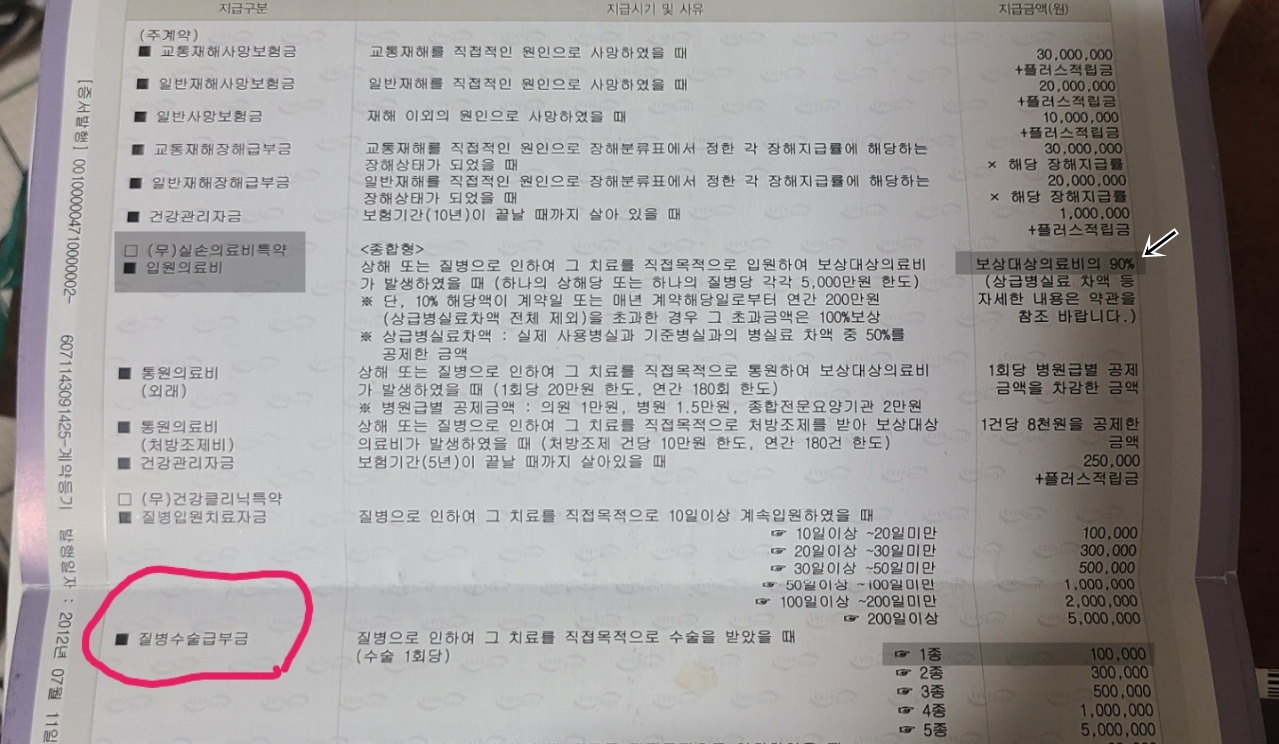 지급구분 지급시기 및 사유 지급금액(원)
(주계약)
■ 교통재해사망보험금 교통재해를 직접적인 원인으로 사망하였을 때 30,000,000
+플러스적립금
■ 일반재해사망보험금 일반재해를 직접적인 원인으로 사망하였을 때 20,000,000
+플러스적립금
■ 일반사망보험금 재해 이외의 원인으로 사망하였을 때 10,000,000
+플러스적립금
■ 교통재해장해급부금 교통재해를 직접적인 원인으로 장해분류표에서 정한 각 장해지급률에 해당하는 30,000,000
장해상태가 되었을 때 × 해당 장해지급률
■ 일반재해장해급부금 일반재해를 직접적인 원인으로 장해분류표에서 정한 각 장해지급률에 해당하는 20,000,000
장해상태가 되었을 때 × 해당 장해지급률
■ 건강관리자금 보험기간(10년)이 끝날 때까지 살아 있을 때 1,000,000
+플러스적립금
□ (무)실손의료비특약 <종합형>
■ 입원의료비 상해 또는 질병으로 인하여 그 치료를 직접목적으로 입원하여 보상대상의료비 보상대상의료비의 90%
가 발생하였을 때 (하나의 상해당 또는 하나의 질병당 각각 5,000만원 한도) (상급병실료 차액 등
※ 단, 10% 해당액이 계약일 또는 매년 계약해당일로부터 연간 200만원 자세한 내용은 약관을
(상급병실료차액 전체 제외)을 초과한 경우 그 초과금액은 100%보상 참조 바랍니다.)
※ 상급병실료차액 : 실제 사용병실과 기준병실과의 병실료 차액 중 50%를
공제한 금액
■ 통원의료비 상해 또는 질병으로 인하여 그 치료를 직접목적으로 통원하여 보상대상의료비 1회당 병원급별 공제
(외래) 가 발생하였을 때 (1회당 20만원 한도, 연간 180회 한도) 금액을 차감한 금액
※ 병원급별 공제금액 : 의원 1만원, 병원 1.5만원, 종합전문요양기관 2만원
■ 통원의료비 상해 또는 질병으로 인하여 그 치료를 직접목적으로 처방조제를 받아 보상대상 1건당 8천원을 공제한
(처방조제비) 의료비가 발생하였을 때 (처방조제 건당 10만원 한도, 연간 180건 한도) 금액
■ 건강관리자금 보험기간(5년)이 끝날 때까지 살아있을 때 250,000
+플러스적립금
□ (무)건강클리닉특약
■ 질병입원치료자금 질병으로 인하여 그 치료를 직접목적으로 10일이상 계속입원하였을 때
☞ 10일이상 ~20일미만 100,000
☞ 20일이상 ~30일미만 300,000
☞ 30일이상 ~50일미만 500,000
☞ 50일이상 ~100일미만 1,000,000
☞ 100일이상 ~200일미만 2,000,000
☞ 200일이상 5,000,000
■ 질병수술급부금 질병으로 인하여 그 치료를 직접목적으로 수술을 받았을 때
(수술 1회당) ☞ 1종 100,000
☞ 2종 300,000
☞ 3종 500,000
☞ 4종 1,000,000
☞ 5종 5,000,000
[증서발행] 0010000047100000002- 6071143091425-계약등기 발행일자 : 2012년 07월 11일